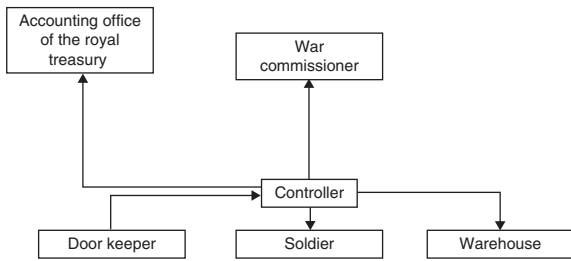 Accounting office
of the royal
treasury
War
commissioner
Controller
Door keeper
Soldier
Warehouse